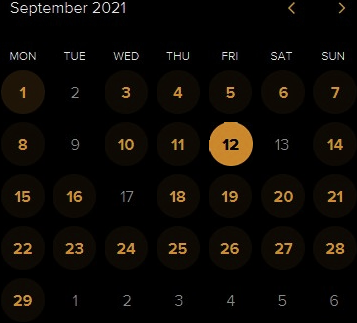 September 2021
MON TUE WED THU FRI SAT SUN
1 2 3 4 5 6 7
8 9 10 11 12 13 14
15 16 17 18 19 20 21
22 23 24 25 26 27 28
29 1 2 3 4 5 6